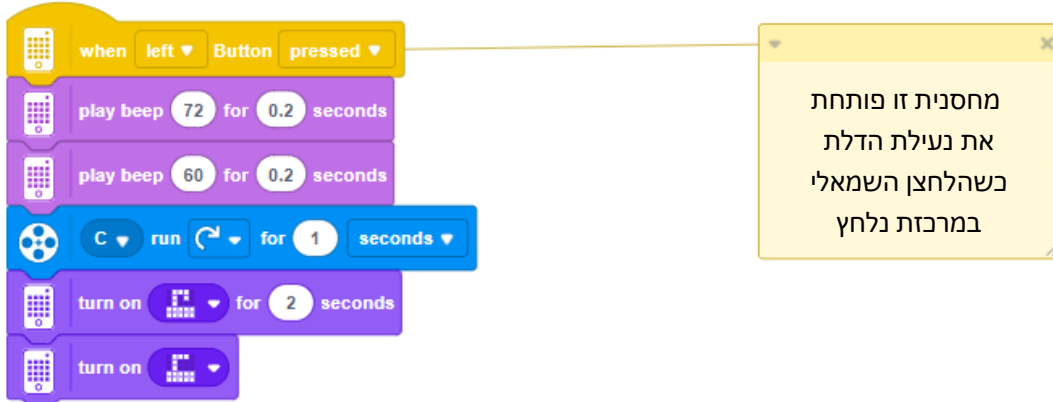 when left Button pressed
play beep 72 for 0.2 seconds
play beep 60 for 0.2 seconds
C run for 1 seconds
turn on for 2 seconds
turn on
מחסנית זו פותחת
את נעילת הדלת
כשהלחצן השמאלי
במרכזת נלחץ